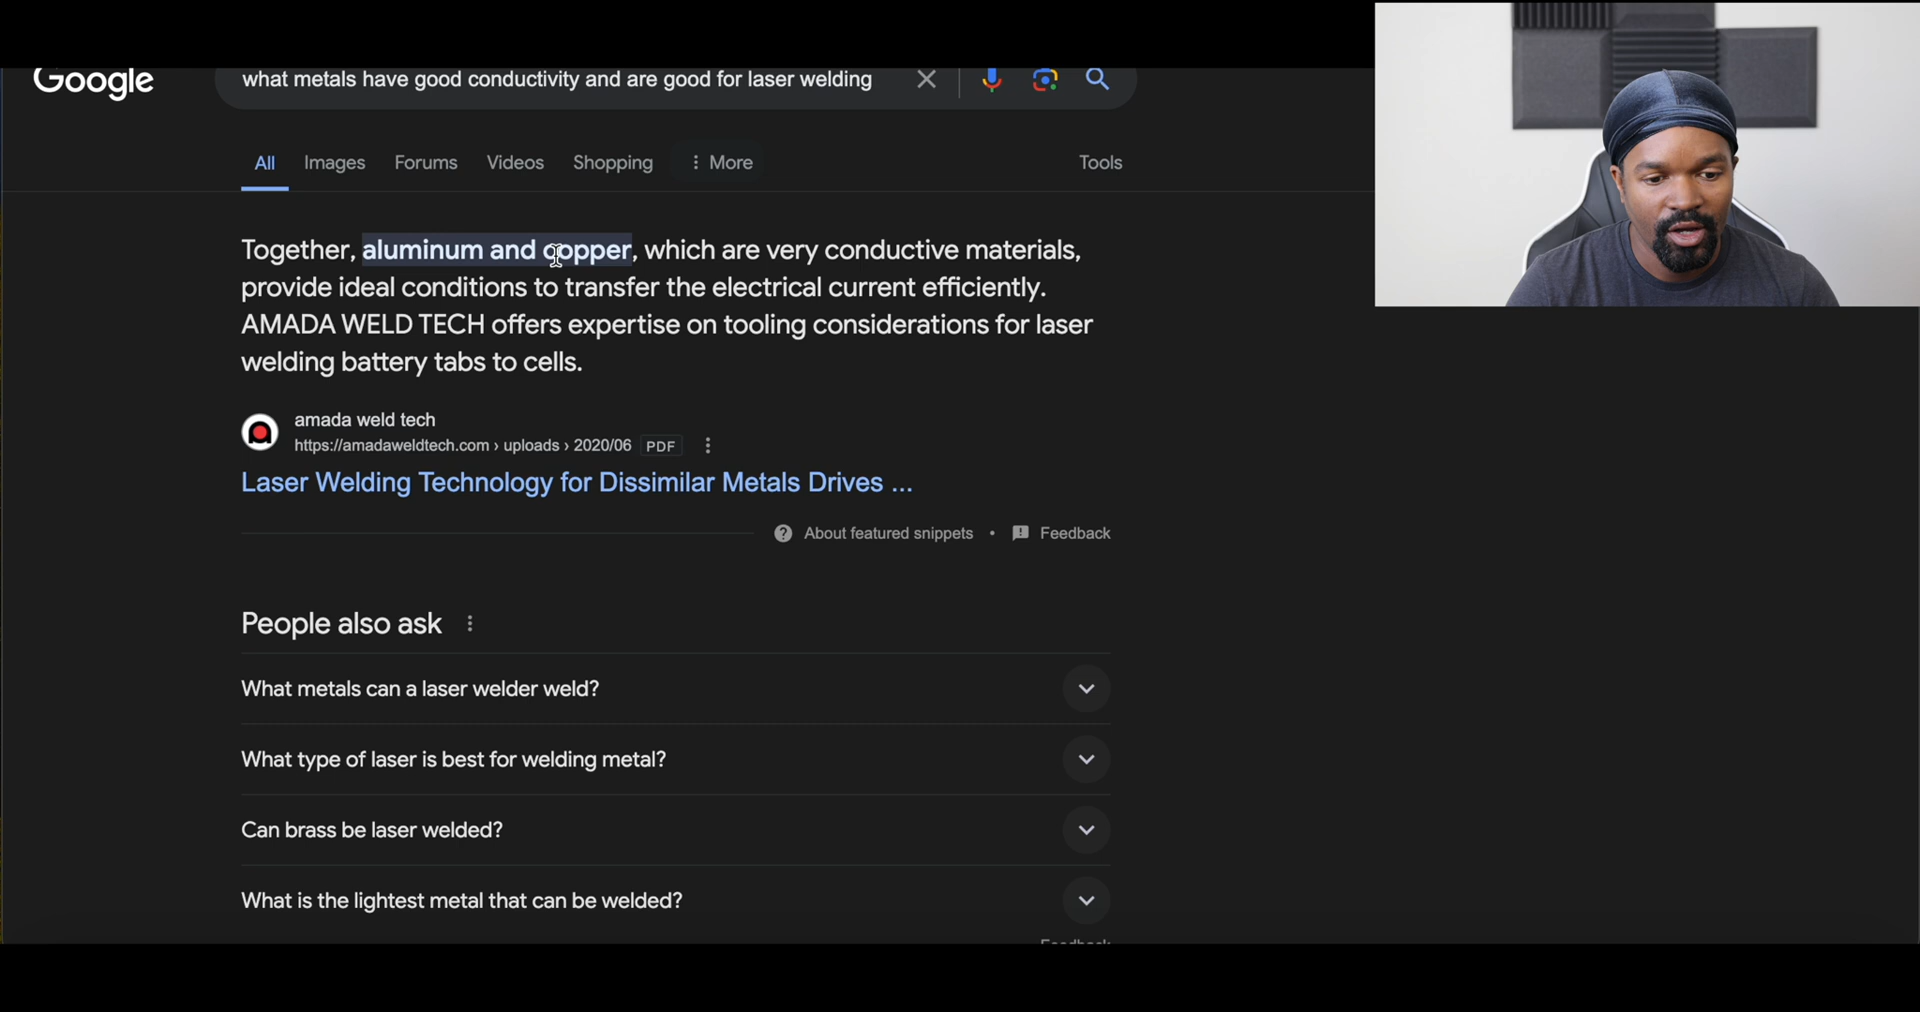 Google
what metals have good conductivity and are good for laser welding
All
Images
Forums
Videos
Shopping
More
Tools
Together, aluminum and copper, which are very conductive materials,
provide ideal conditions to transfer the electrical current efficiently.
AMADA WELD TECH offers expertise on tooling considerations for laser
welding battery tabs to cells.
amada weld tech
https://amadaweldtech.com › uploads › 2020/06 PDF
Laser Welding Technology for Dissimilar Metals Drives ...
About featured snippets • Feedback
People also ask
What metals can a laser welder weld?
What type of laser is best for welding metal?
Can brass be laser welded?
What is the lightest metal that can be welded?
Feedback